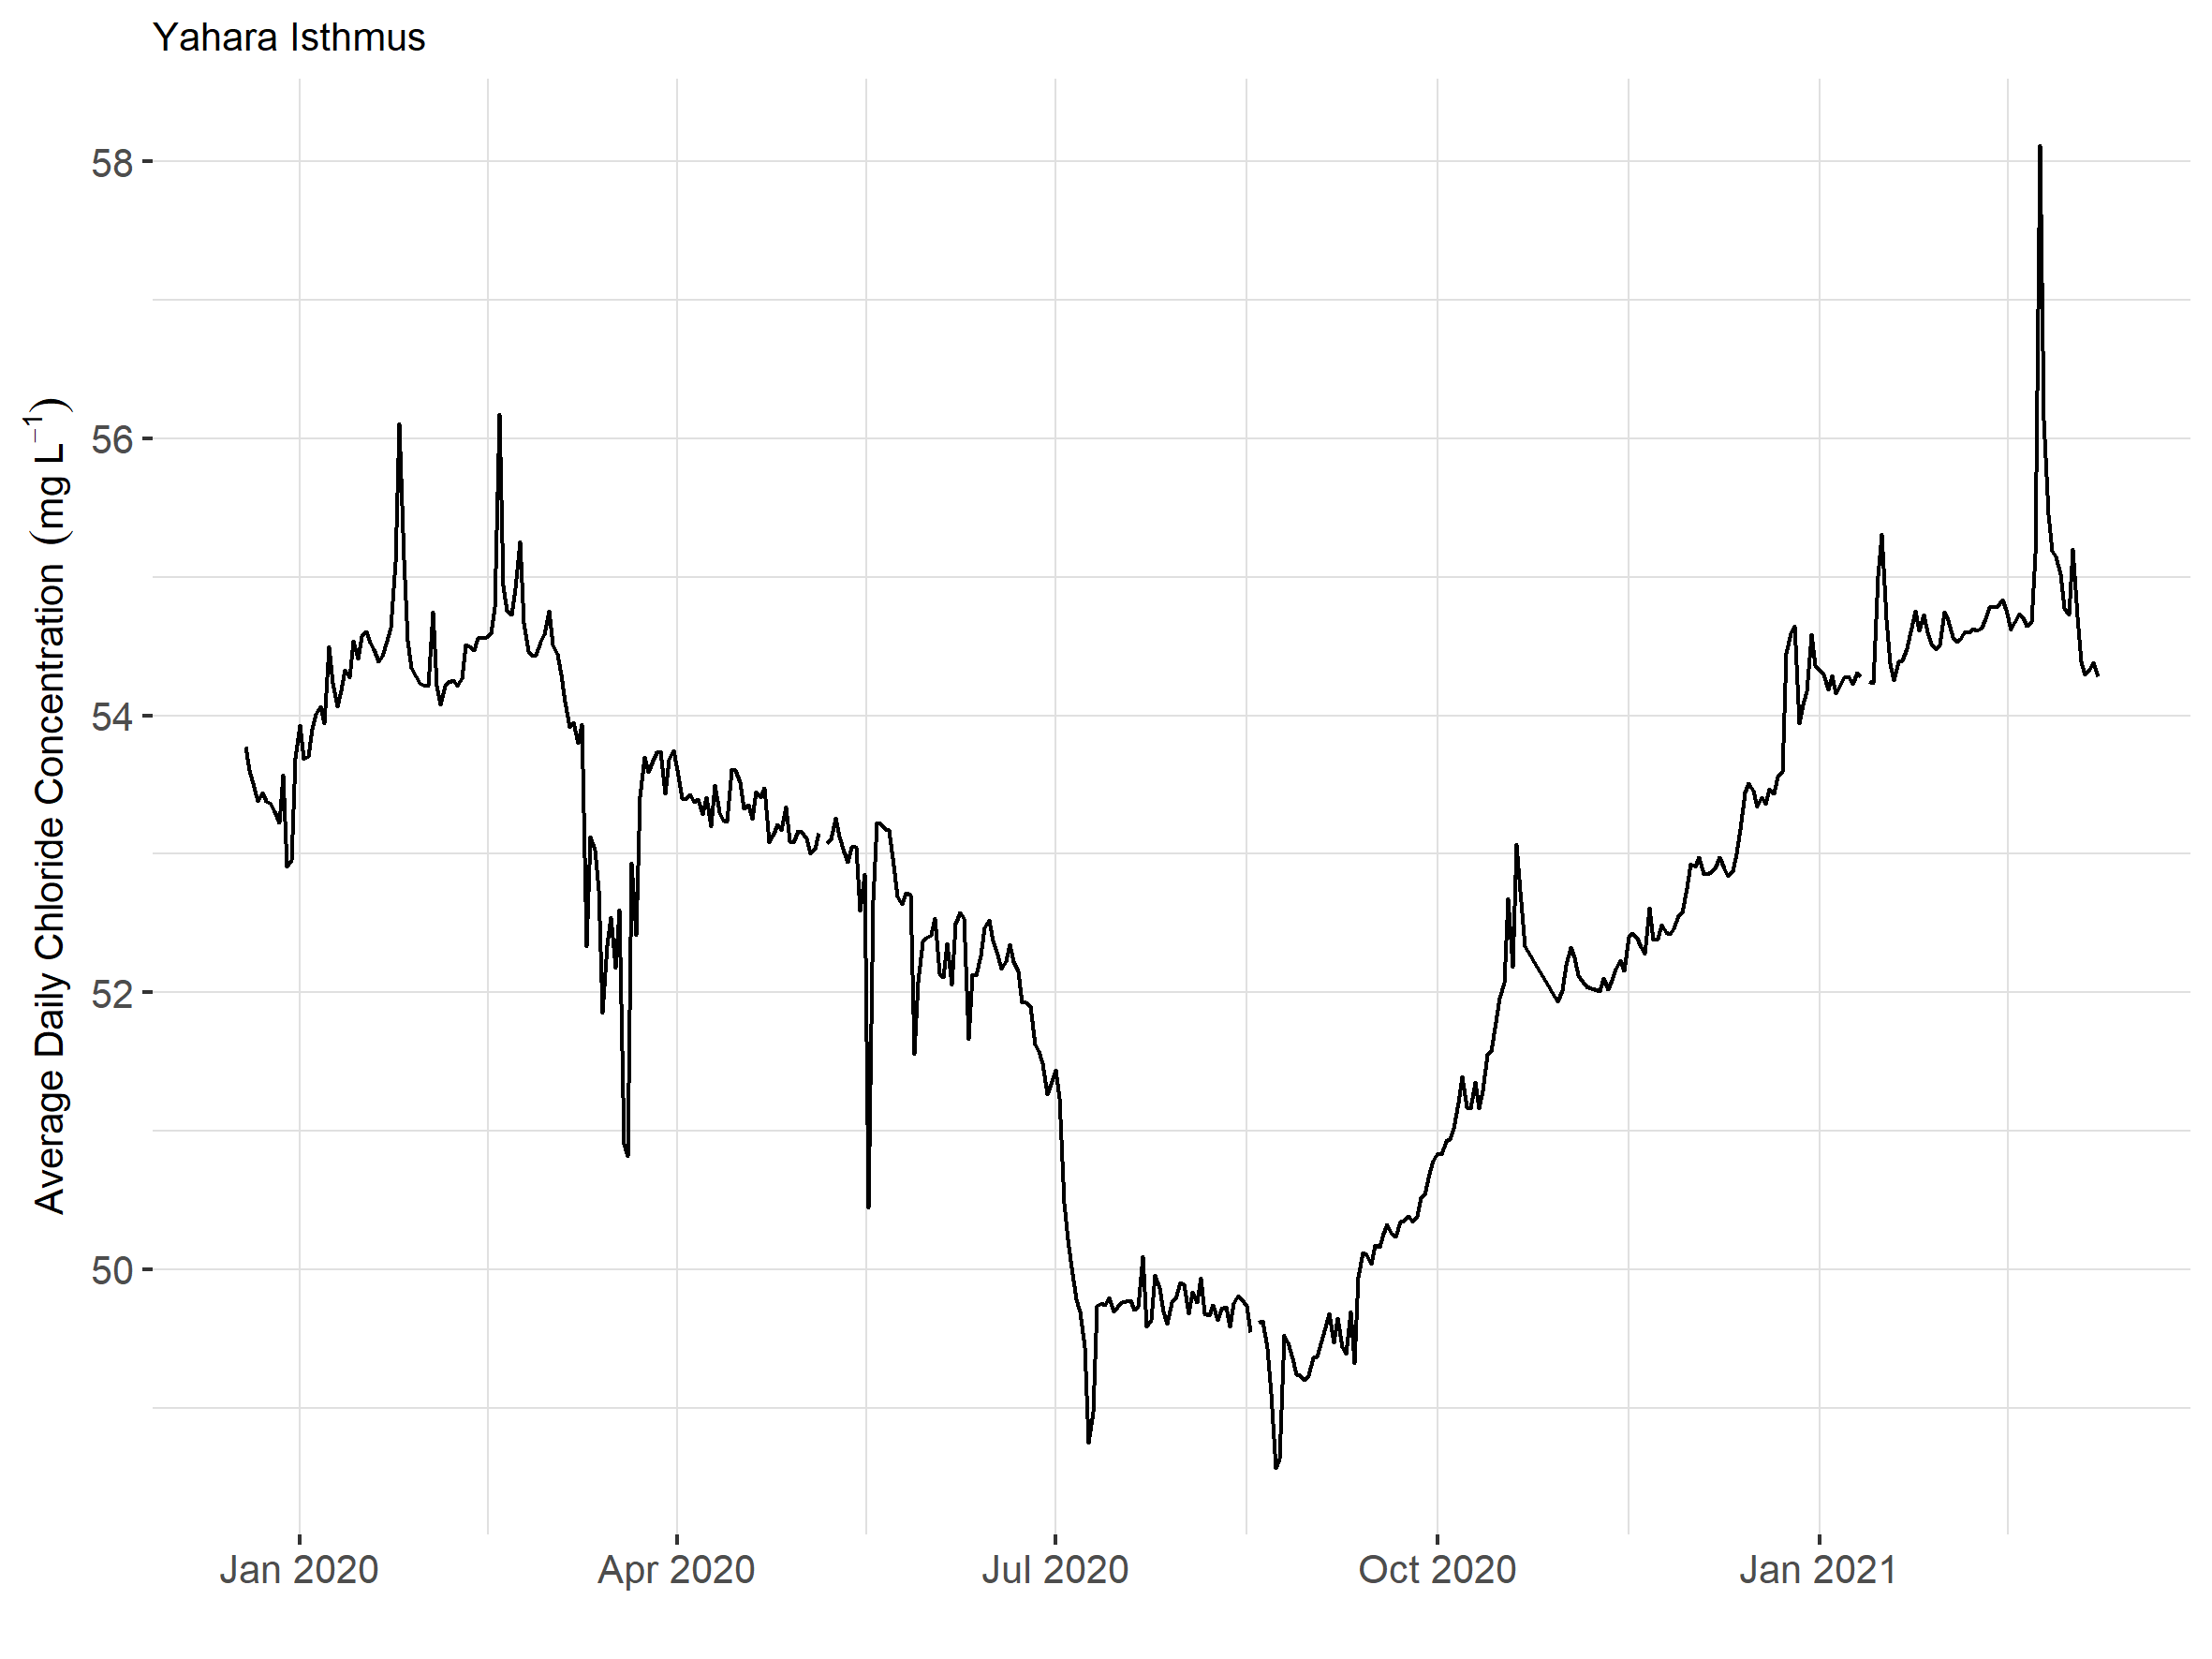 Yahara Isthmus
Average Daily Chloride Concentration (mg L⁻¹)
58
56
54
52
50
Jan 2020
Apr 2020
Jul 2020
Oct 2020
Jan 2021